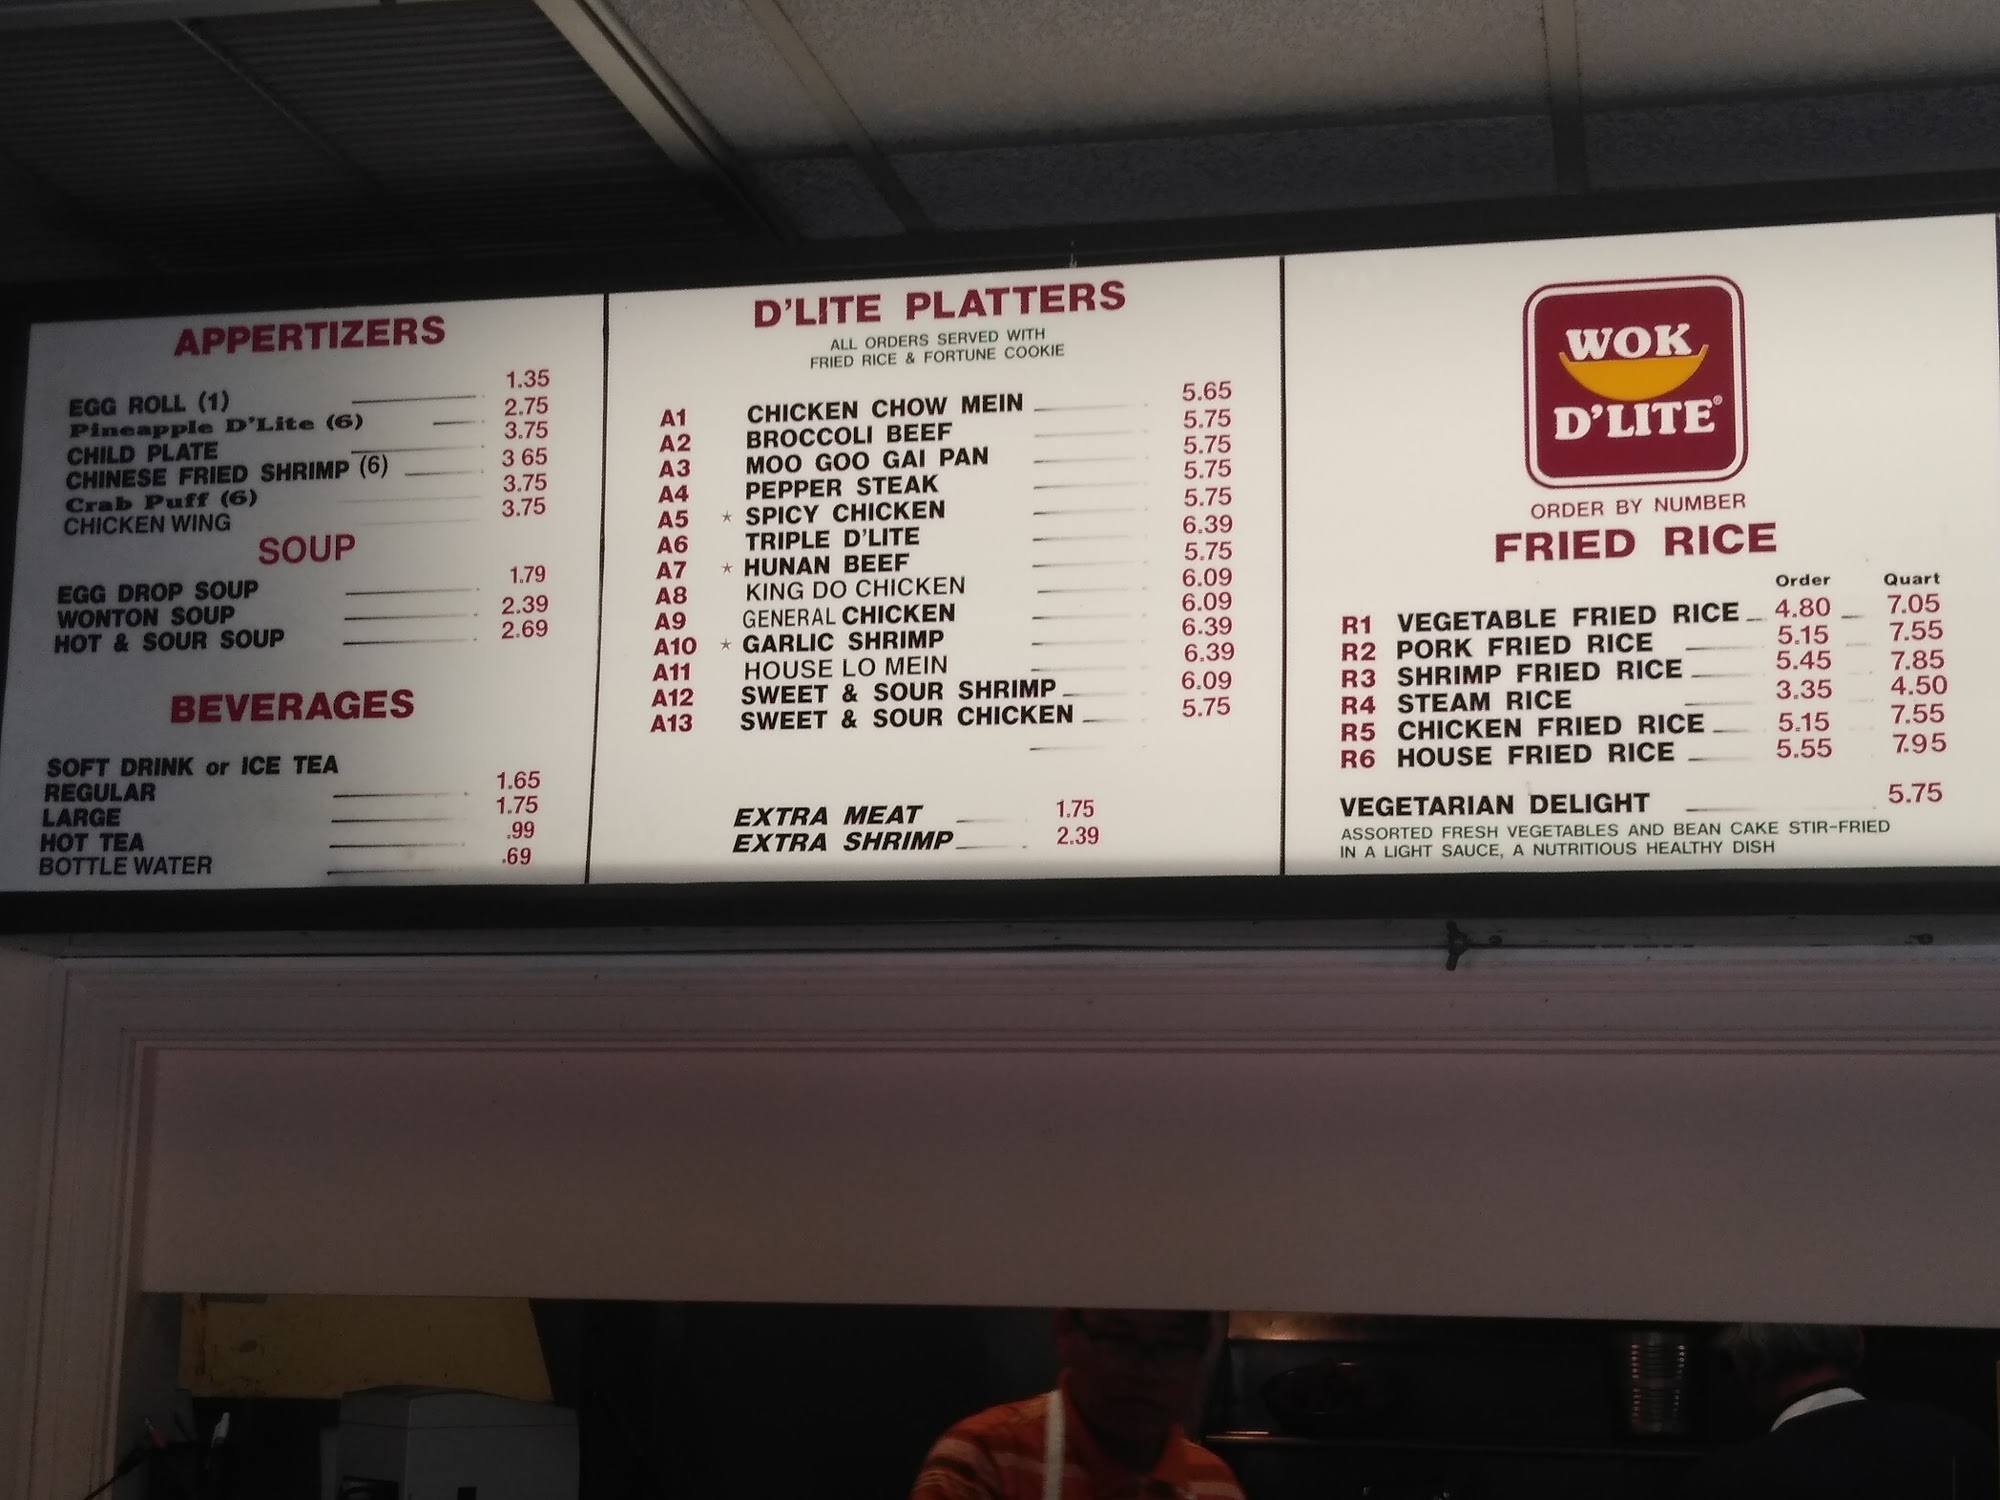 APPERTIZERS
EGG ROLL (1) 1.35
Pineapple D'Lite (6) 2.75
CHILD PLATE 3.75
CHINESE FRIED SHRIMP (6) 3 65
Crab Puff (6) 3.75
CHICKEN WING 3.75
SOUP
EGG DROP SOUP 1.79
WONTON SOUP 2.39
HOT & SOUR SOUP 2.69
BEVERAGES
SOFT DRINK or ICE TEA
REGULAR 1.65
LARGE 1.75
HOT TEA .99
BOTTLE WATER .69
D'LITE PLATTERS
ALL ORDERS SERVED WITH
FRIED RICE & FORTUNE COOKIE
A1 CHICKEN CHOW MEIN 5.65
A2 BROCCOLI BEEF 5.75
A3 MOO GOO GAI PAN 5.75
A4 PEPPER STEAK 5.75
A5 * SPICY CHICKEN 5.75
A6 TRIPLE D'LITE 6.39
A7 * HUNAN BEEF 5.75
A8 KING DO CHICKEN 6.09
A9 GENERAL CHICKEN 6.09
A10 * GARLIC SHRIMP 6.39
A11 HOUSE LO MEIN 6.39
A12 SWEET & SOUR SHRIMP 6.09
A13 SWEET & SOUR CHICKEN 5.75
EXTRA MEAT 1.75
EXTRA SHRIMP 2.39
WOK
D'LITE®
ORDER BY NUMBER
FRIED RICE
Order Quart
R1 VEGETABLE FRIED RICE 4.80 7.05
R2 PORK FRIED RICE 5.15 7.55
R3 SHRIMP FRIED RICE 5.45 7.85
R4 STEAM RICE 3.35 4.50
R5 CHICKEN FRIED RICE 5.15 7.55
R6 HOUSE FRIED RICE 5.55 7.95
VEGETARIAN DELIGHT 5.75
ASSORTED FRESH VEGETABLES AND BEAN CAKE STIR-FRIED
IN A LIGHT SAUCE, A NUTRITIOUS HEALTHY DISH